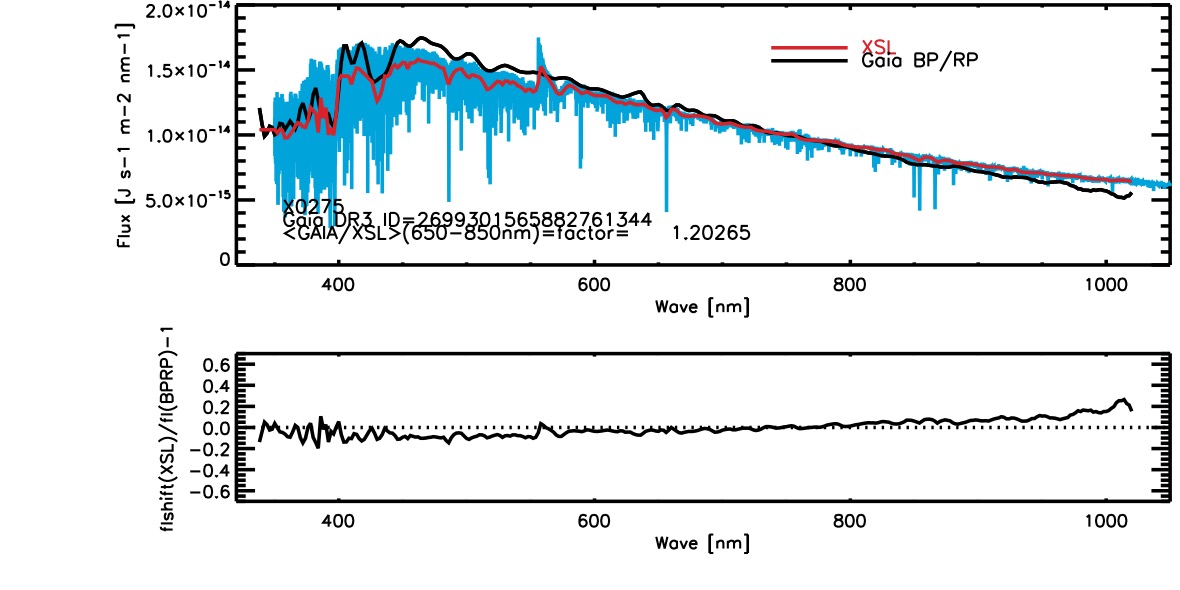 2.0×10−14
1.5×10−14
1.0×10−14
5.0×10−15
0
Flux [J s−1 m−2 nm−1]
XSL
Gaia BP/RP
X0275
Gaia DR3 ID=2699301565882761344
<GAIA/XSL>(650−850nm)=factor= 1.20265
400 600 800 1000
Wave [nm]
0.6
0.4
0.2
0.0
−0.2
−0.4
−0.6
flshift(XSL)/fl(BPRP)−1
400 600 800 1000
Wave [nm]